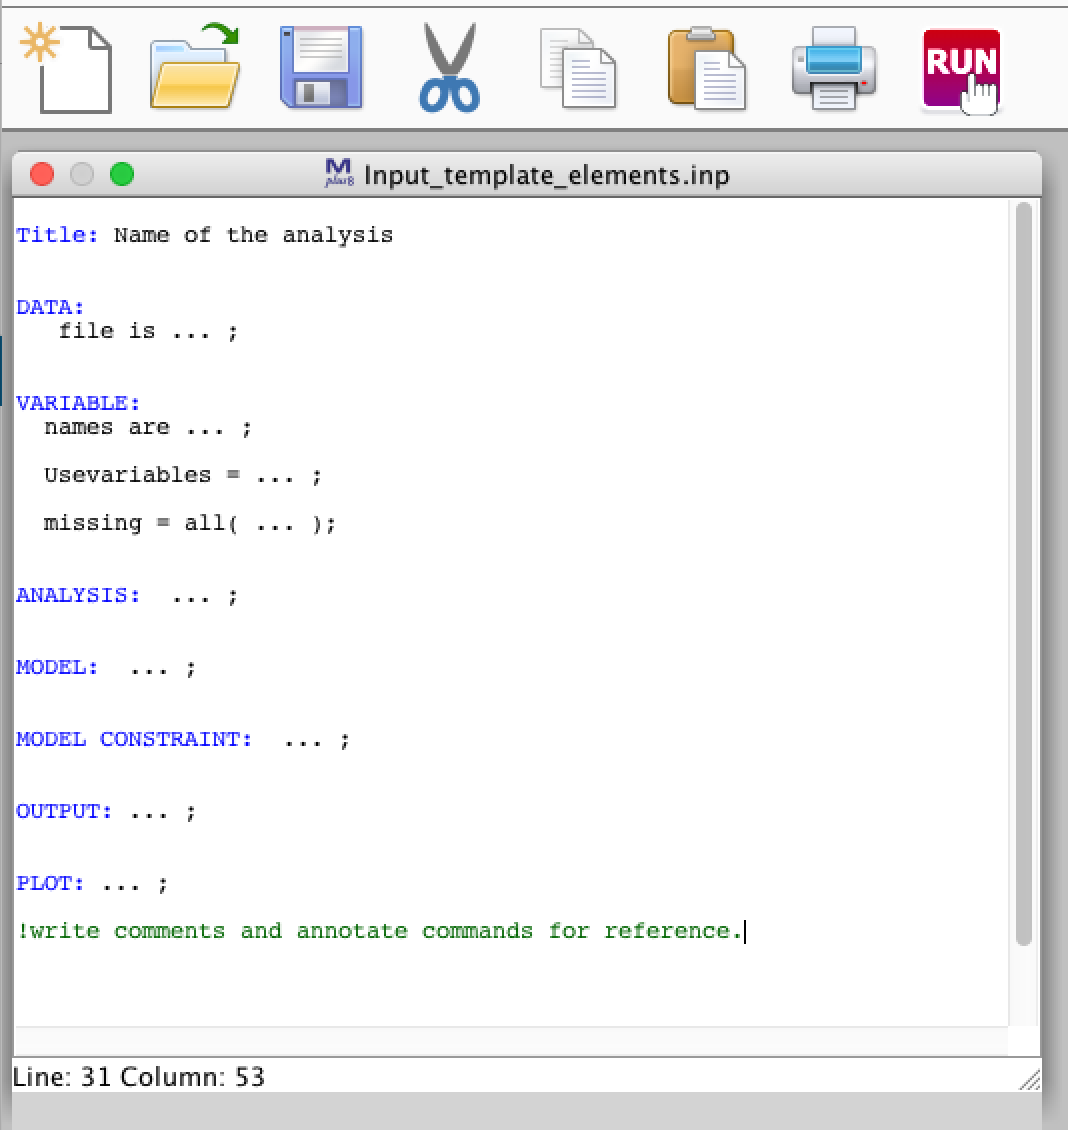 RUN
M
plus8
Input_template_elements.inp
Title: Name of the analysis
DATA:
file is ... ;
VARIABLE:
names are ... ;
Usevariables = ... ;
missing = all( ... );
ANALYSIS:  ... ;
MODEL:  ... ;
MODEL CONSTRAINT:  ... ;
OUTPUT: ... ;
PLOT: ... ;
!write comments and annotate commands for reference.
Line: 31 Column: 53